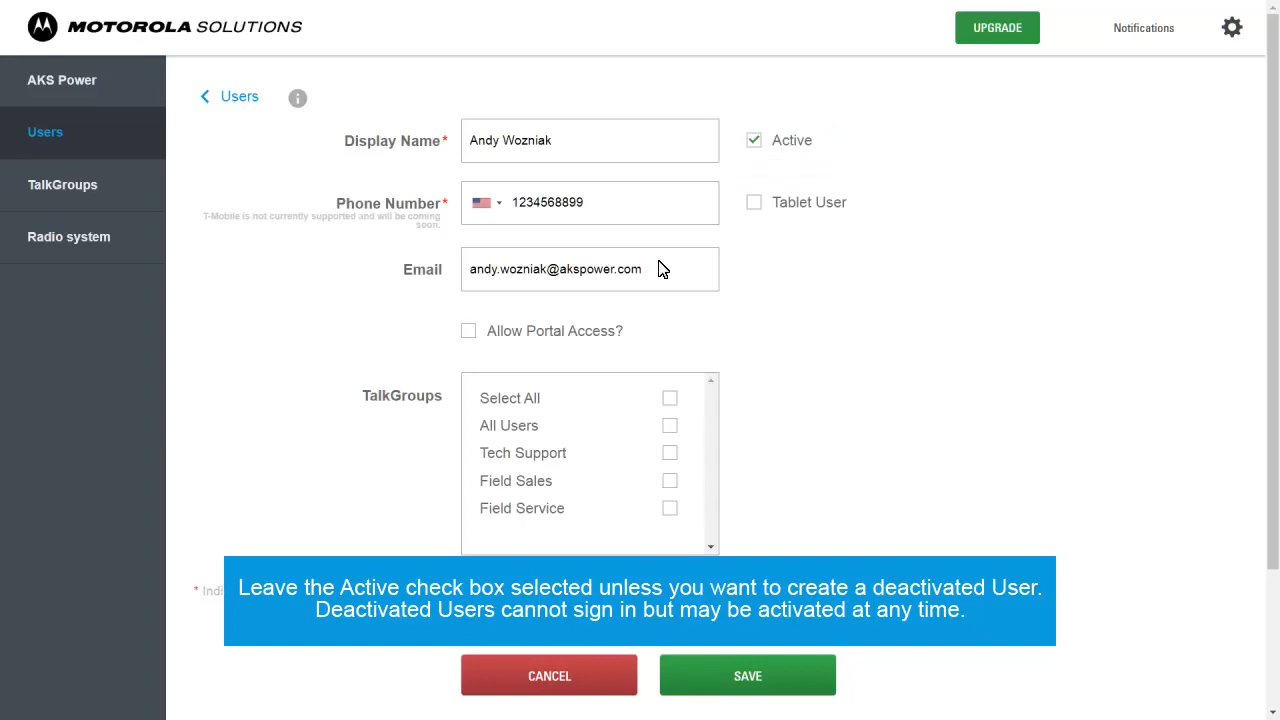 MOTOROLA SOLUTIONS
UPGRADE
Notifications
AKS Power
Users
TalkGroups
Radio system
Users
Display Name*
Andy Wozniak
Active
Phone Number*
T-Mobile is not currently supported and will be coming
soon.
1234568899
Tablet User
Email
andy.wozniak@akspower.com
Allow Portal Access?
TalkGroups
Select All
All Users
Tech Support
Field Sales
Field Service
*
Leave the Active check box selected unless you want to create a deactivated User.
Deactivated Users cannot sign in but may be activated at any time.
CANCEL
SAVE